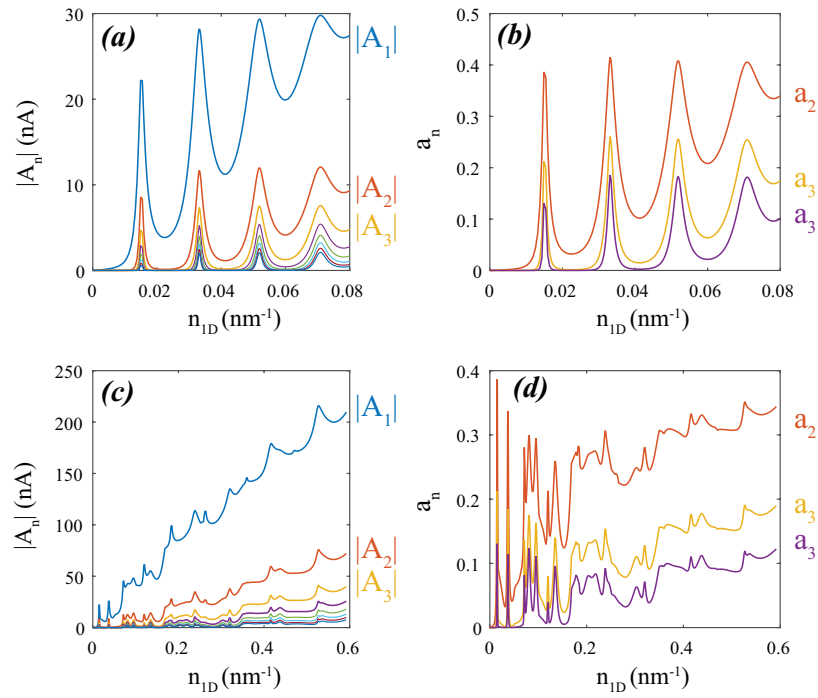 (a)
|A1|
|A2|
|A3|
|An| (nA)
30
20
10
0
0 0.02 0.04 0.06 0.08
n1D (nm-1)
(b)
a2
a3
a3
an
0.5
0.4
0.3
0.2
0.1
0
0 0.02 0.04 0.06 0.08
n1D (nm-1)
(c)
|A1|
|A2|
|A3|
|An| (nA)
250
200
150
100
50
0
0 0.2 0.4 0.6
n1D (nm-1)
(d)
a2
a3
a3
an
0.4
0.3
0.2
0.1
0
0 0.2 0.4 0.6
n1D (nm-1)